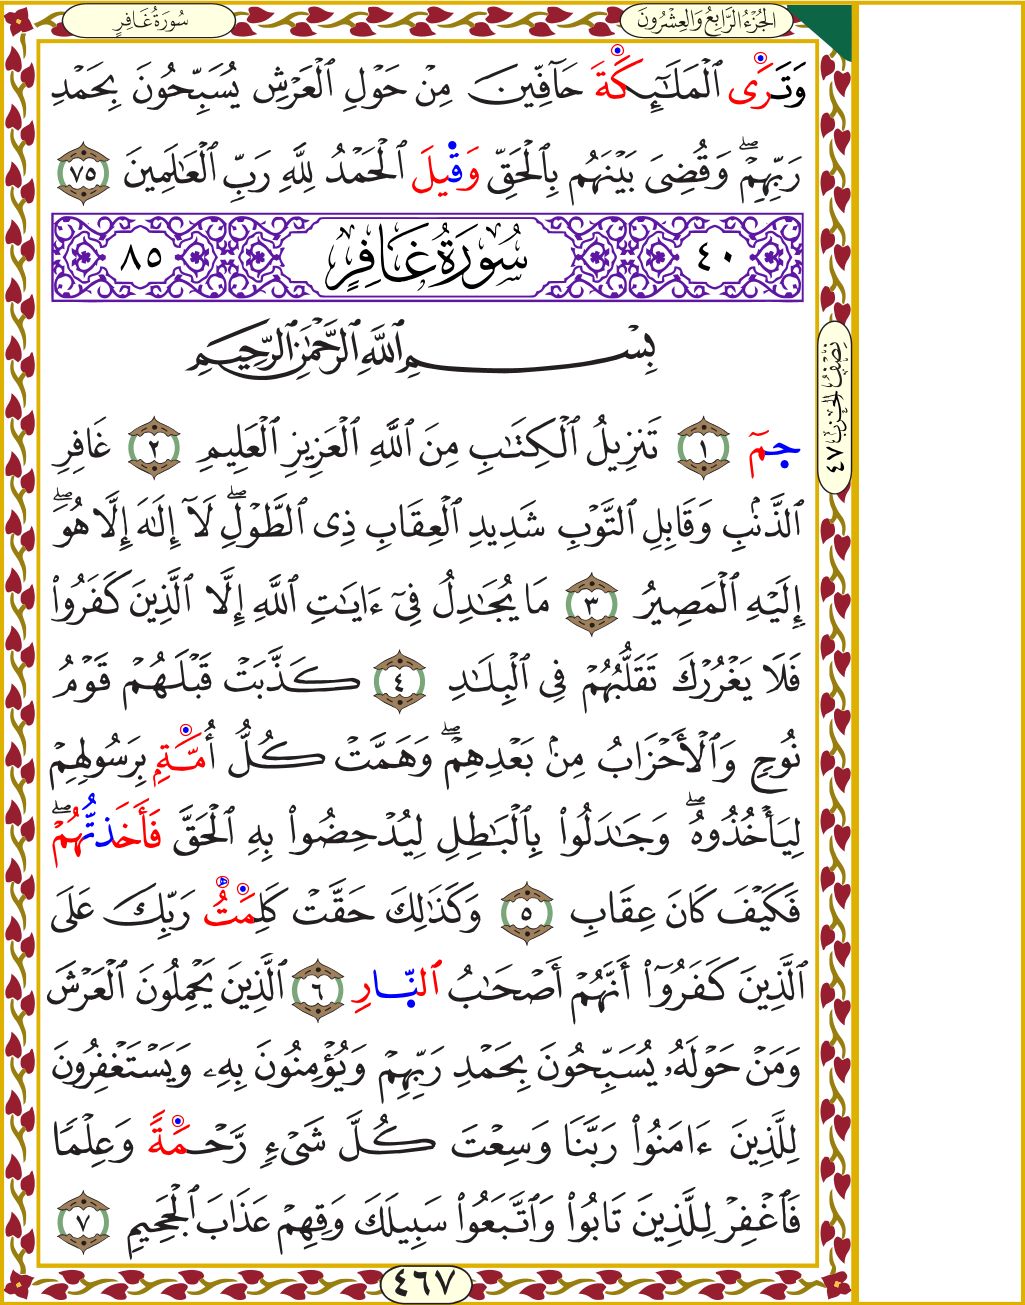 سُورَةُ غَافِرٍ
الجُزْءُ الرَّابِعُ وَالعِشْرُونَ
وَتَرَى ٱلْمَلَـٰٓئِكَةَ حَآفِّينَ مِنْ حَوْلِ ٱلْعَرْشِ يُسَبِّحُونَ بِحَمْدِ
رَبِّهِمْ ۖ وَقُضِىَ بَيْنَهُم بِٱلْحَقِّ وَقِيلَ ٱلْحَمْدُ لِلَّهِ رَبِّ ٱلْعَـٰلَمِينَ ٧٥
٤٠ سُورَةُ غَافِرٍ ٨٥
بِسْمِ ٱللَّهِ ٱلرَّحْمَـٰنِ ٱلرَّحِيمِ
حمٓ ١ تَنزِيلُ ٱلْكِتَـٰبِ مِنَ ٱللَّهِ ٱلْعَزِيزِ ٱلْعَلِيمِ ٢ غَافِرِ
ٱلذَّنۢبِ وَقَابِلِ ٱلتَّوْبِ شَدِيدِ ٱلْعِقَابِ ذِى ٱلطَّوْلِ ۖ لَآ إِلَـٰهَ إِلَّا هُوَ ۖ
إِلَيْهِ ٱلْمَصِيرُ ٣ مَا يُجَـٰدِلُ فِىٓ ءَايَـٰتِ ٱللَّهِ إِلَّا ٱلَّذِينَ كَفَرُوا۟
فَلَا يَغْرُرْكَ تَقَلُّبُهُمْ فِى ٱلْبِلَـٰدِ ٤ كَذَّبَتْ قَبْلَهُمْ قَوْمُ
نُوحٍ وَٱلْأَحْزَابُ مِنۢ بَعْدِهِمْ ۖ وَهَمَّتْ كُلُّ أُمَّةٍۭ بِرَسُولِهِمْ
لِيَأْخُذُوهُ ۖ وَجَـٰدَلُوا۟ بِٱلْبَـٰطِلِ لِيُدْحِضُوا۟ بِهِ ٱلْحَقَّ فَأَخَذتُّهُمْ ۖ
فَكَيْفَ كَانَ عِقَابِ ٥ وَكَذَٰلِكَ حَقَّتْ كَلِمَتُ رَبِّكَ عَلَى
ٱلَّذِينَ كَفَرُوٓا۟ أَنَّهُمْ أَصْحَـٰبُ ٱلنَّارِ ٦ ٱلَّذِينَ يَحْمِلُونَ ٱلْعَرْشَ
وَمَنْ حَوْلَهُۥ يُسَبِّحُونَ بِحَمْدِ رَبِّهِمْ وَيُؤْمِنُونَ بِهِۦ وَيَسْتَغْفِرُونَ
لِلَّذِينَ ءَامَنُوا۟ رَبَّنَا وَسِعْتَ كُلَّ شَىْءٍ رَّحْمَةً وَعِلْمًا
فَٱغْفِرْ لِلَّذِينَ تَابُوا۟ وَٱتَّبَعُوا۟ سَبِيلَكَ وَقِهِمْ عَذَابَ ٱلْجَحِيمِ ٧
نِصْفُ الحِزْبِ ٤٧
٤٦٧